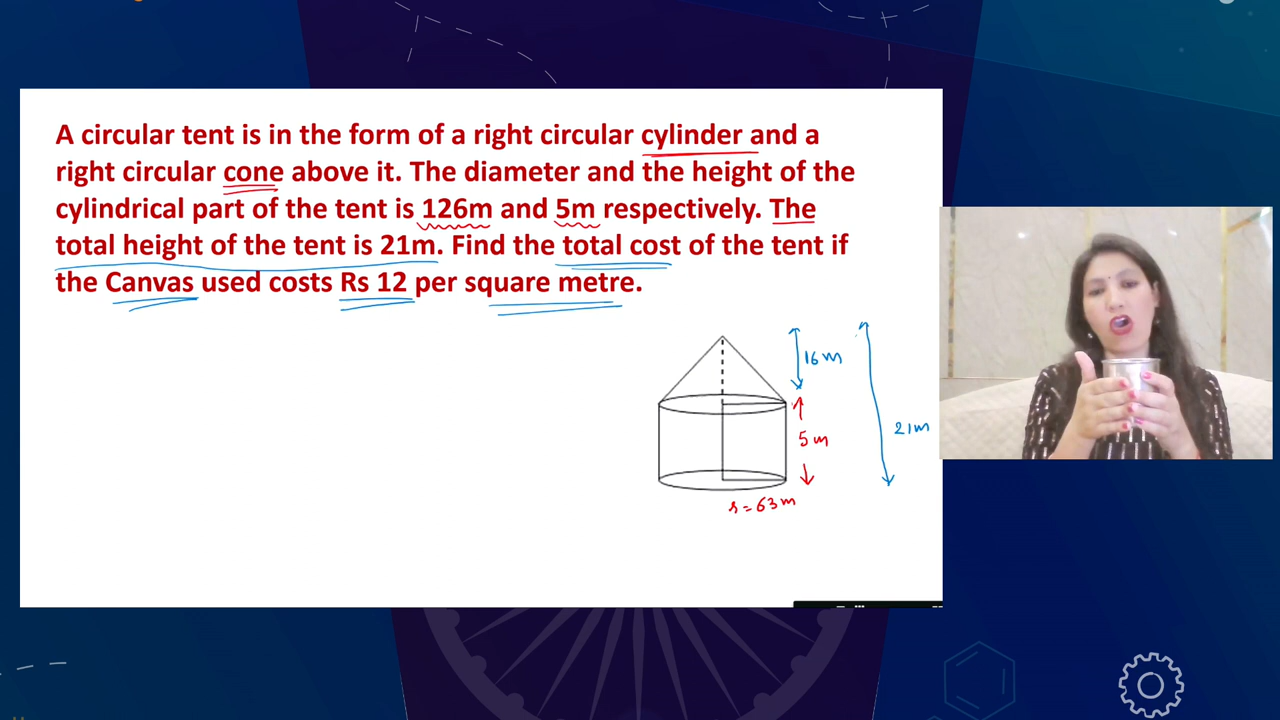 A circular tent is in the form of a right circular cylinder and a
right circular cone above it. The diameter and the height of the
cylindrical part of the tent is 126m and 5m respectively. The
total height of the tent is 21m. Find the total cost of the tent if
the Canvas used costs Rs 12 per square metre.
16m
5m
21m
r=63m